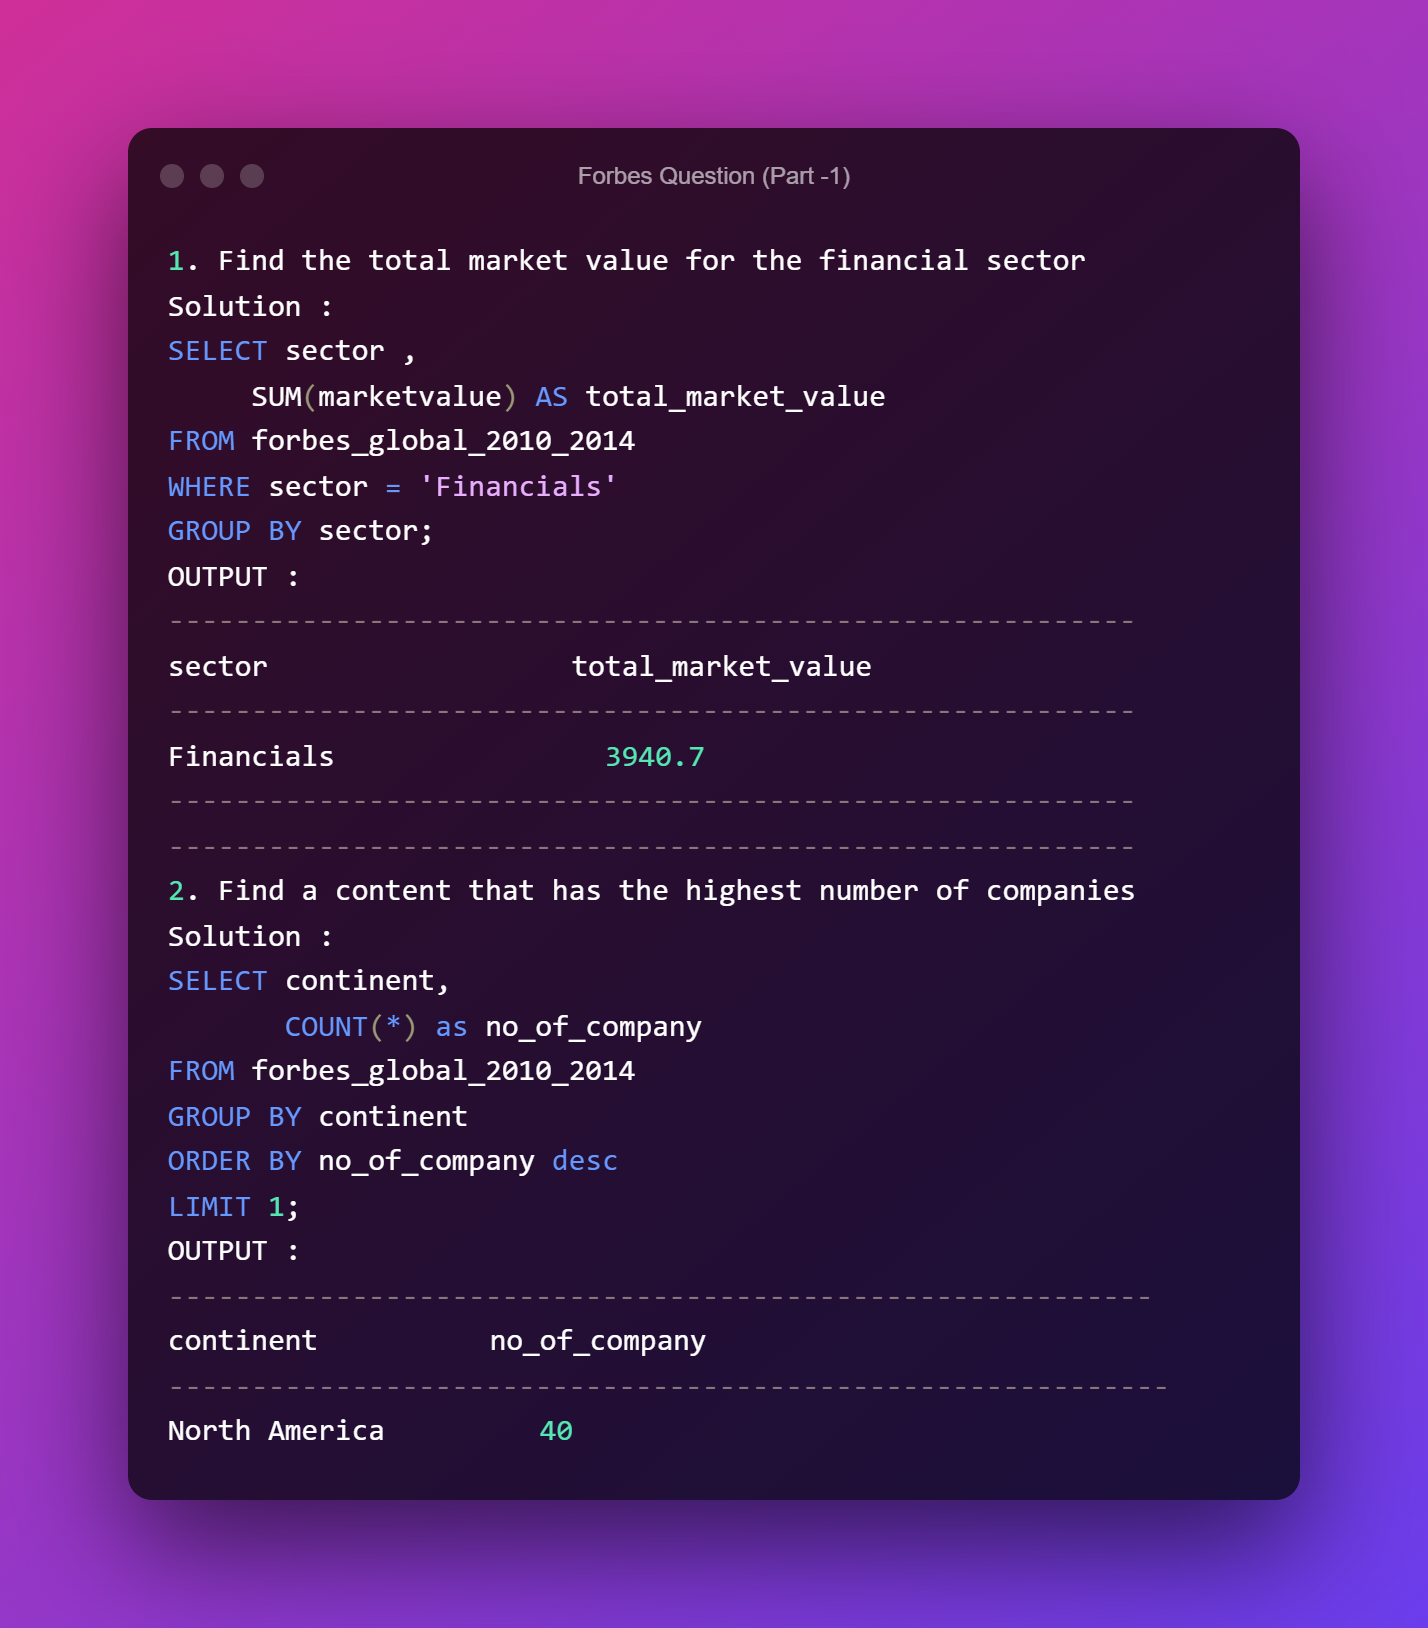 Forbes Question (Part -1)
1. Find the total market value for the financial sector
Solution :
SELECT sector ,
     SUM(marketvalue) AS total_market_value
FROM forbes_global_2010_2014
WHERE sector = 'Financials'
GROUP BY sector;
OUTPUT :
----------------------------------------------------------
sector                  total_market_value
----------------------------------------------------------
Financials                3940.7
----------------------------------------------------------
----------------------------------------------------------
2. Find a content that has the highest number of companies
Solution :
SELECT continent,
       COUNT(*) as no_of_company
FROM forbes_global_2010_2014
GROUP BY continent
ORDER BY no_of_company desc
LIMIT 1;
OUTPUT :
-----------------------------------------------------------
continent          no_of_company
------------------------------------------------------------
North America         40